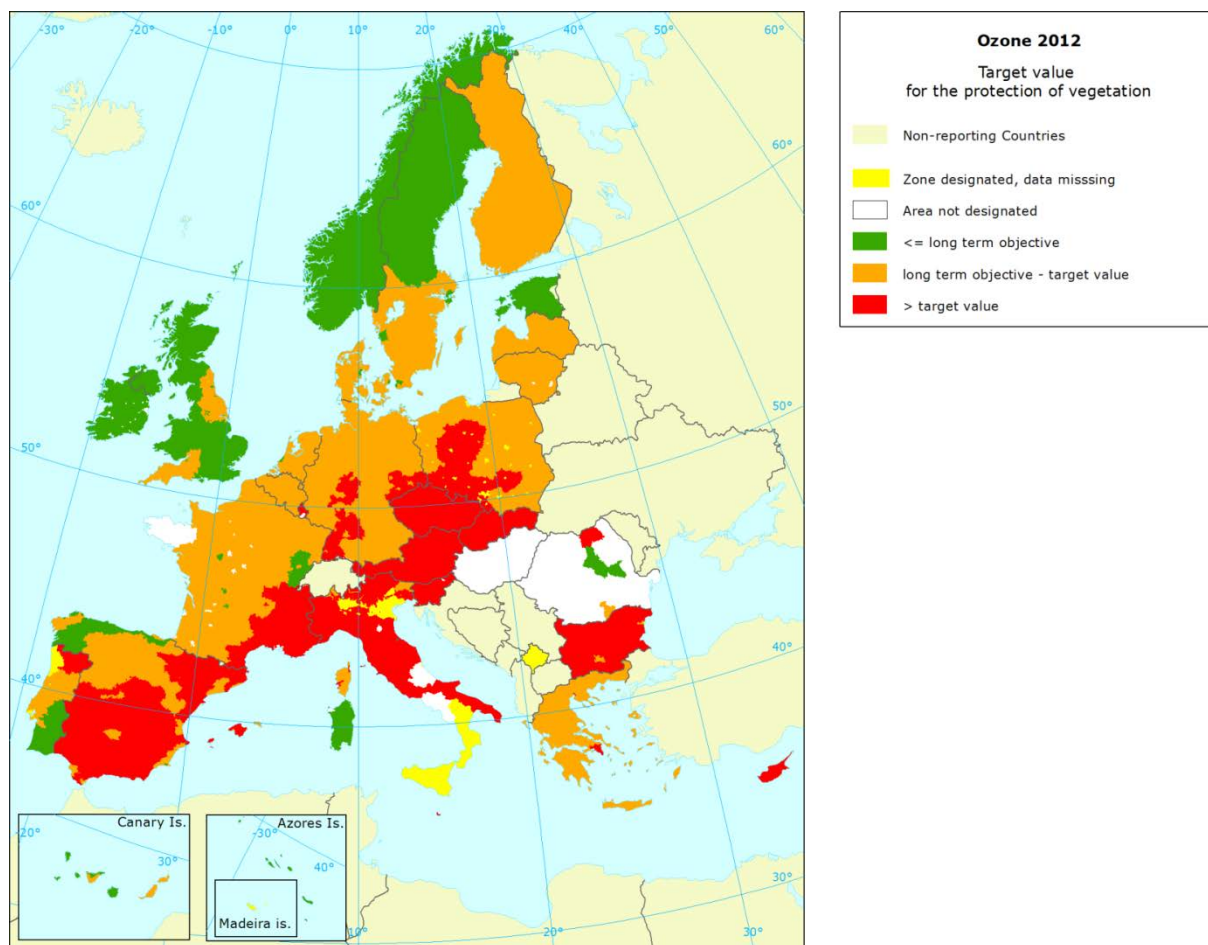 -30°
-20°
-10°
0°
10°
20°
30°
40°
50°
60°
60°
60°
50°
50°
40°
40°
30°
-20°
Canary Is.
30°
-30°
Azores Is.
40°
Madeira is.
10°
20°
30°
Ozone 2012
Target value
for the protection of vegetation
Non-reporting Countries
Zone designated, data misssing
Area not designated
<= long term objective
long term objective - target value
> target value